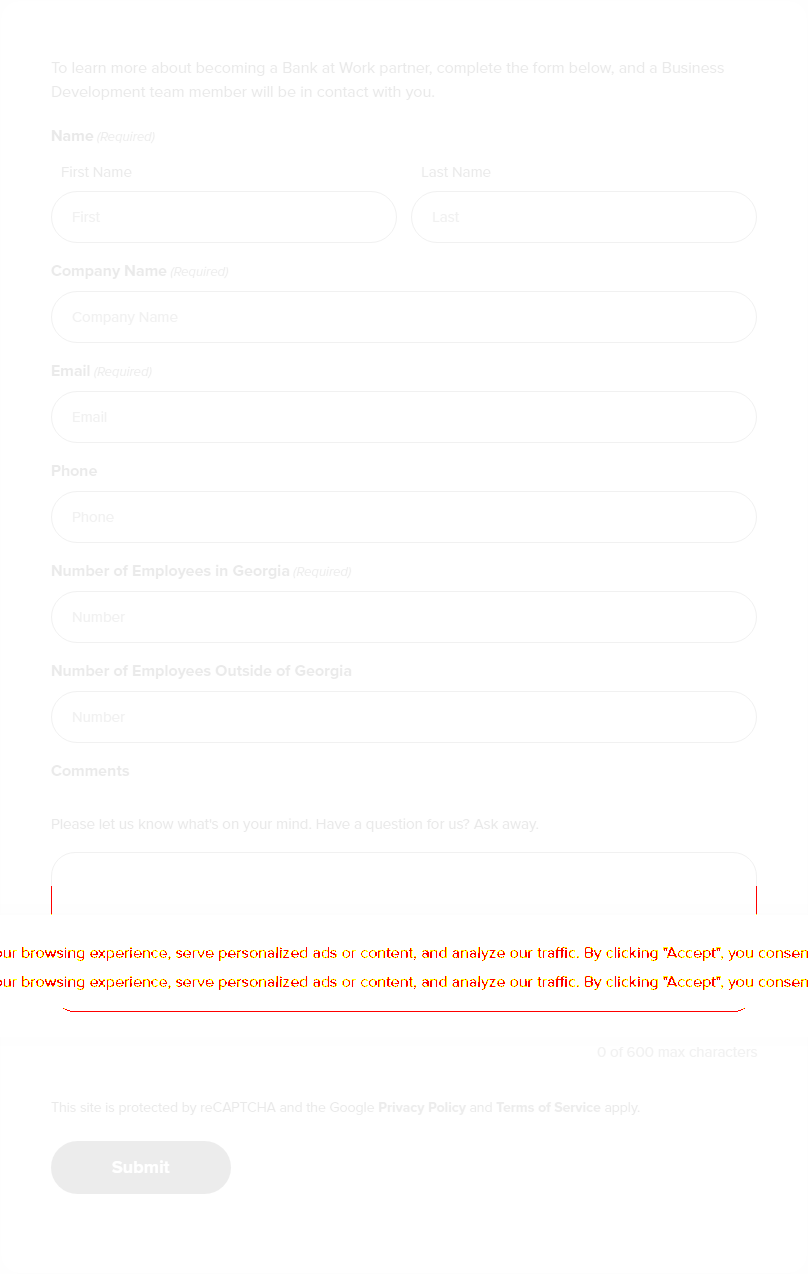 To learn more about becoming a Bank at Work partner, complete the form below, and a Business
Development team member will be in contact with you.
Name (Required)
First Name Last Name
First Last
Company Name (Required)
Company Name
Email (Required)
Email
Phone
Phone
Number of Employees in Georgia (Required)
Number
Number of Employees Outside of Georgia
Number
Comments
Please let us know what's on your mind. Have a question for us? Ask away.
our browsing experience, serve personalized ads or content, and analyze our traffic. By clicking "Accept", you consen
our browsing experience, serve personalized ads or content, and analyze our traffic. By clicking "Accept", you consen
0 of 600 max characters
This site is protected by reCAPTCHA and the Google Privacy Policy and Terms of Service apply.
Submit